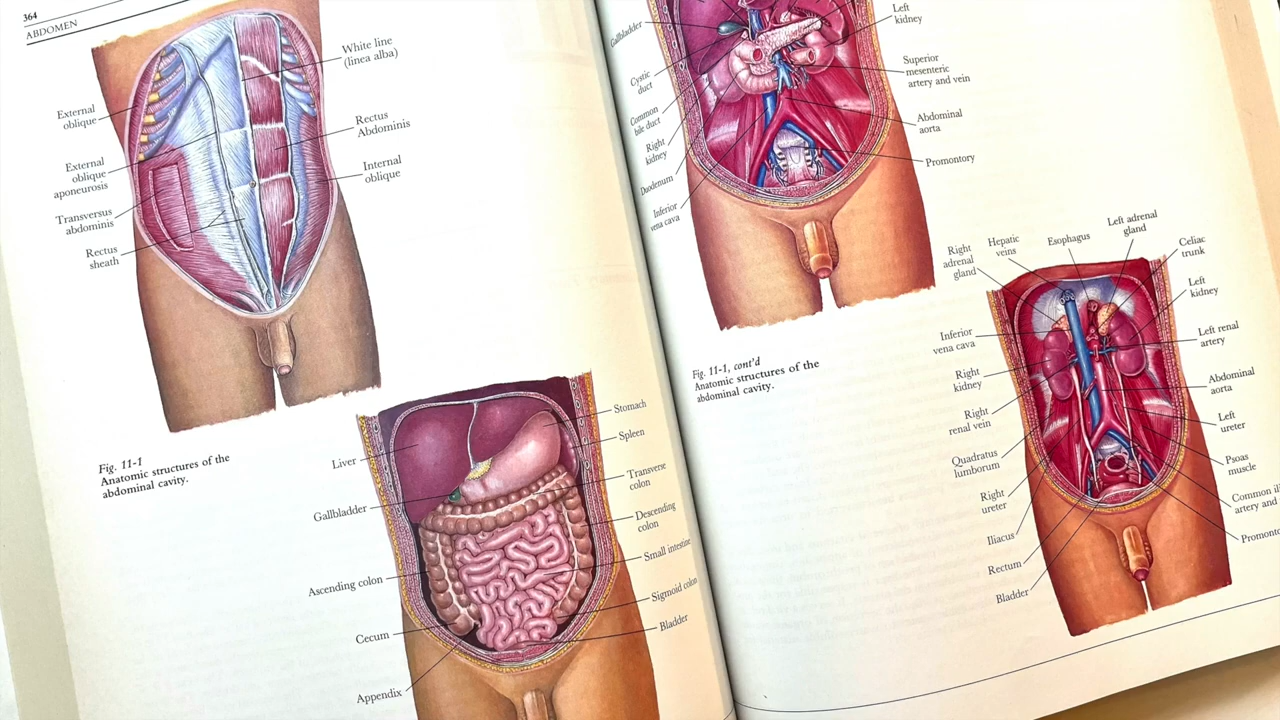 364
ABDOMEN
White line
(linea alba)
External
oblique
Rectus
Abdominis
External
oblique
aponeurosis
Internal
oblique
Transversus
abdominis
Rectus
sheath
Fig. 11-1
Anatomic structures of the
abdominal cavity.
Liver
Stomach
Spleen
Gallbladder
Transverse
colon
Descending
colon
Ascending colon
Small intestine
Sigmoid colon
Cecum
Bladder
Appendix
Gallbladder
Left
kidney
Cystic
duct
Superior
mesenteric
artery and vein
Common
bile duct
Abdominal
aorta
Right
kidney
Promontory
Duodenum
Inferior
vena cava
Fig. 11-1, cont'd
Anatomic structures of the
abdominal cavity.
Right
adrenal
gland
Hepatic
veins
Esophagus
Left adrenal
gland
Celiac
trunk
Left
kidney
Inferior
vena cava
Left renal
artery
Right
kidney
Abdominal
aorta
Right
renal vein
Left
ureter
Quadratus
lumborum
Psoas
muscle
Right
ureter
Common il
artery and
Iliacus
Promonto
Rectum
Bladder